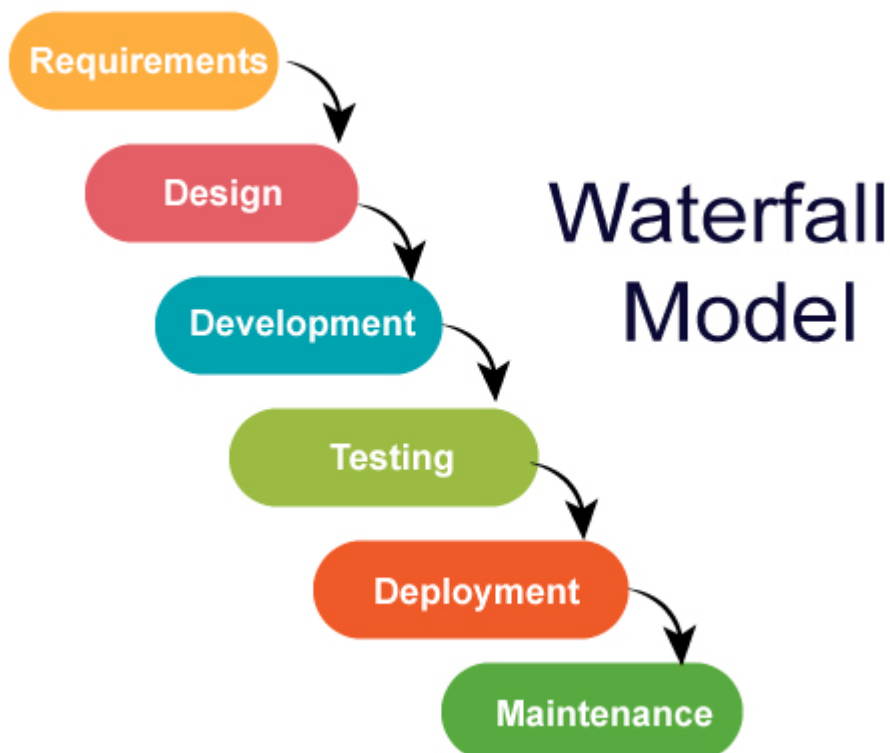 Requirements
Design
Waterfall
Model
Development
Testing
Deployment
Maintenance